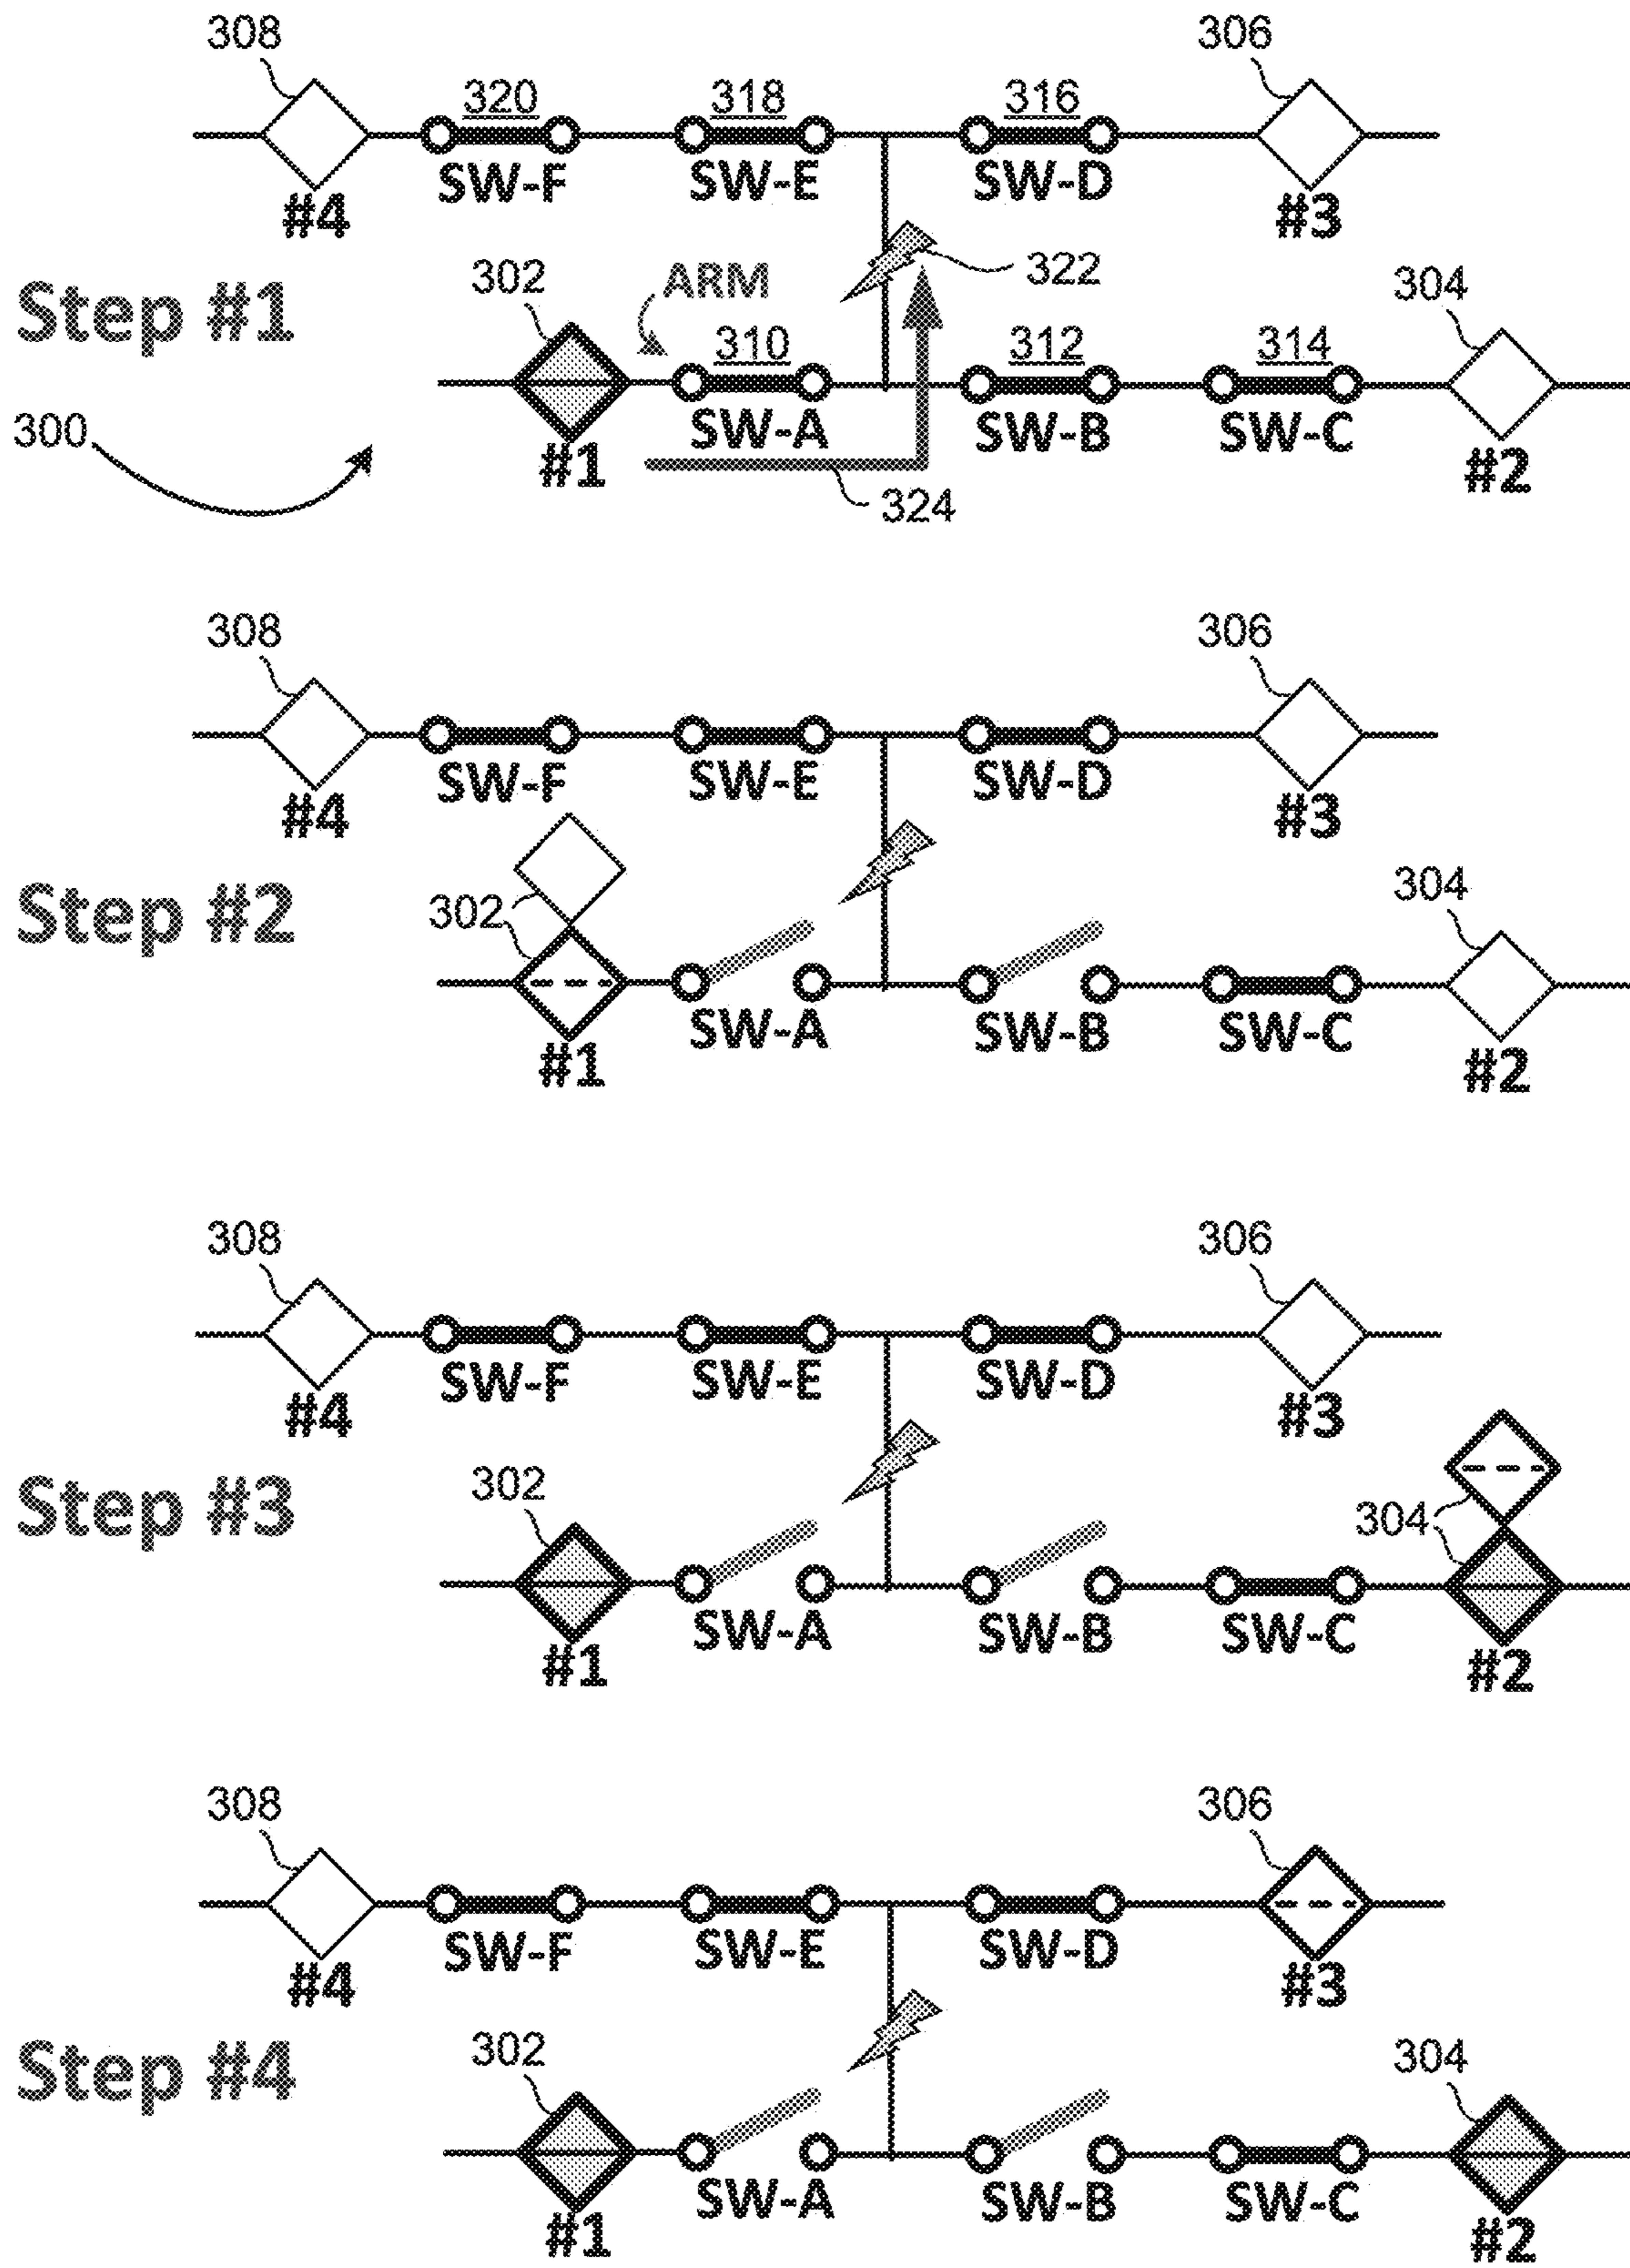 308 306
320 318 316
SW-F SW-E SW-D
#4 #3
302 ARM 322 304
Step #1
310 312 314
300 SW-A SW-B SW-C
#1 #2
324
308 306
SW-F SW-E SW-D
#4 #3
Step #2 302 304
SW-A SW-B SW-C
#1 #2
308 306
SW-F SW-E SW-D
#4 #3
Step #3 302 304
SW-A SW-B SW-C
#1 #2
308 306
SW-F SW-E SW-D
#4 #3
Step #4 302 304
SW-A SW-B SW-C
#1 #2